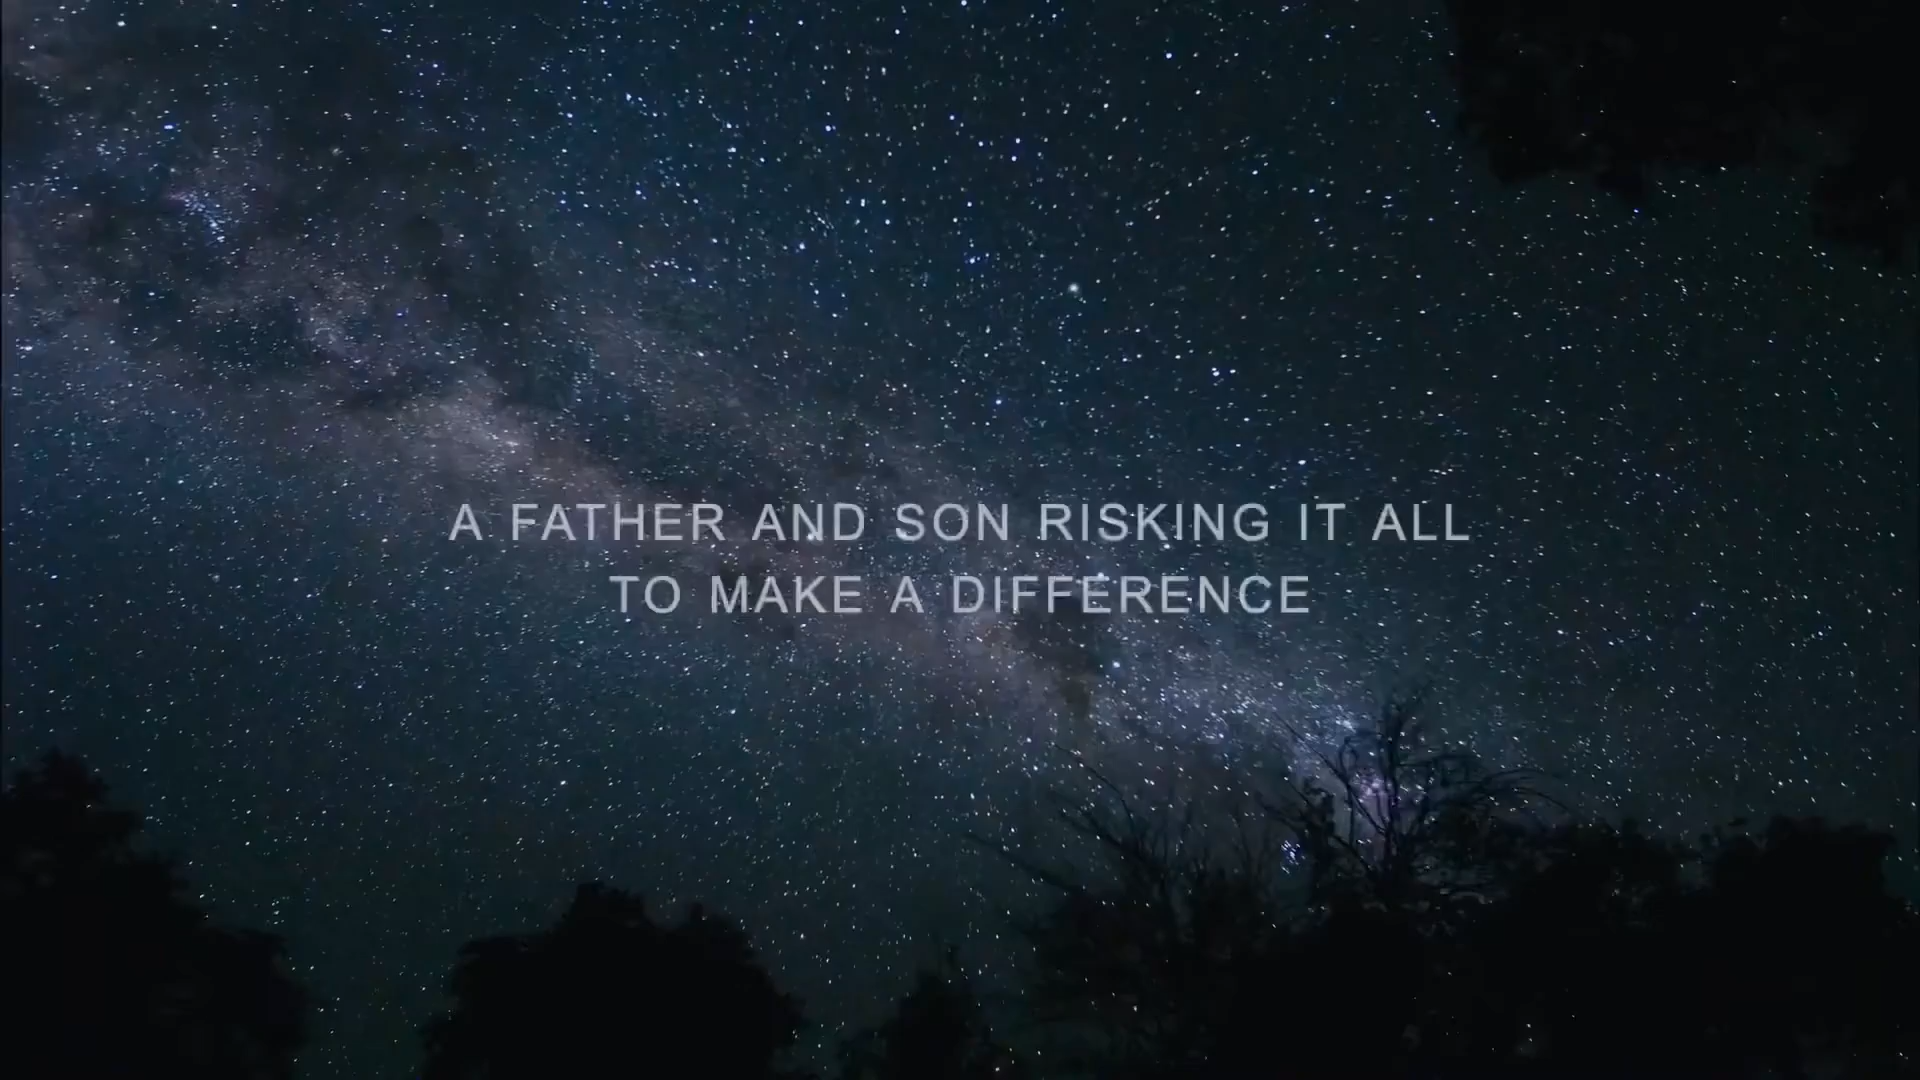 A FATHER AND SON RISKING IT ALL
TO MAKE A DIFFERENCE